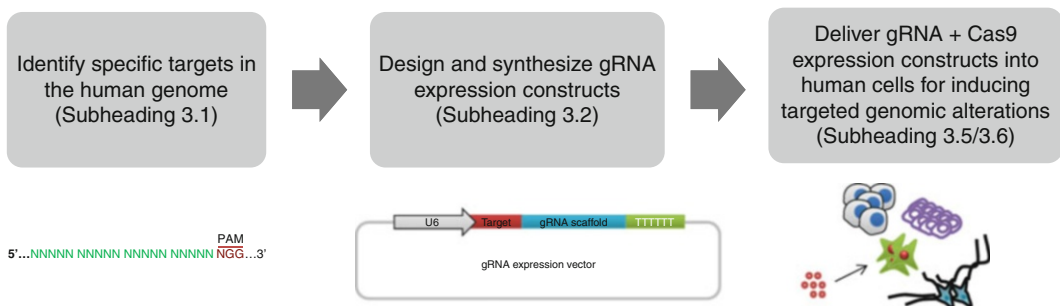 Identify specific targets in
the human genome
(Subheading 3.1)
Design and synthesize gRNA
expression constructs
(Subheading 3.2)
Deliver gRNA + Cas9
expression constructs into
human cells for inducing
targeted genomic alterations
(Subheading 3.5/3.6)
PAM
5’...NNNNN NNNNN NNNNN NNNNN NGG...3’
U6 Target gRNA scaffold TTTTTT
gRNA expression vector